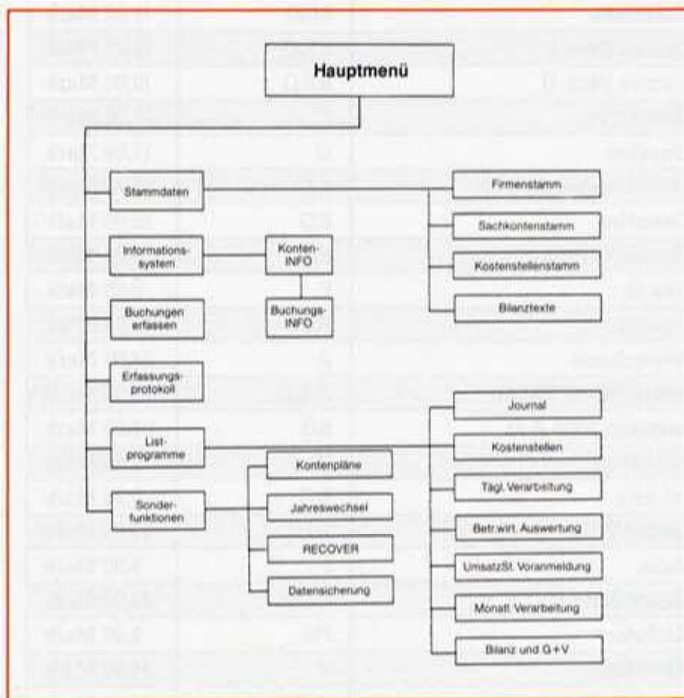 Hauptmenü
Stammdaten
Firmenstamm
Sachkontenstamm
Kostenstellenstamm
Bilanztexte
Informations-
system
Konten-
INFO
Buchungs-
INFO
Buchungen
erfassen
Erfassungs-
protokoll
List-
programme
Journal
Kostenstellen
Tägl. Verarbeitung
Betr.wirt. Auswertung
UmsatzSt. Voranmeldung
Monatl. Verarbeitung
Bilanz und G+V
Sonder-
funktionen
Kontenpläne
Jahreswechsel
RECOVER
Datensicherung